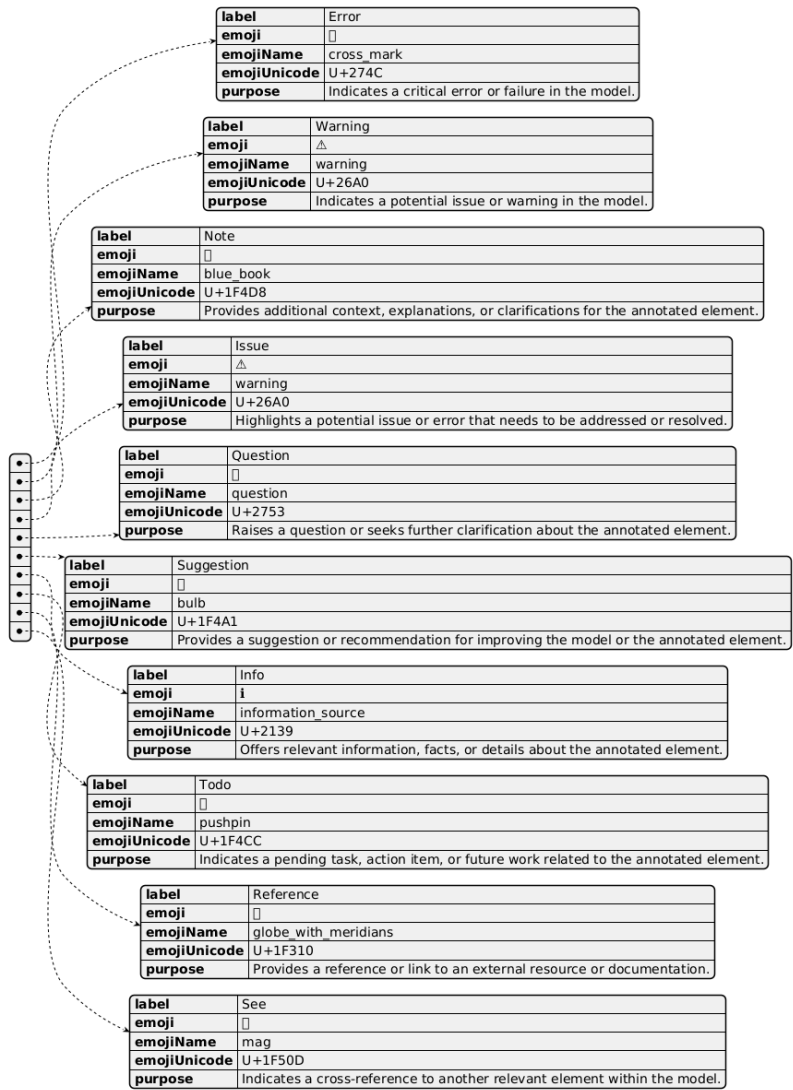 label Error
emoji
emojiName cross_mark
emojiUnicode U+274C
purpose Indicates a critical error or failure in the model.
label Warning
emoji ⚠
emojiName warning
emojiUnicode U+26A0
purpose Indicates a potential issue or warning in the model.
label Note
emoji
emojiName blue_book
emojiUnicode U+1F4D8
purpose Provides additional context, explanations, or clarifications for the annotated element.
label Issue
emoji ⚠
emojiName warning
emojiUnicode U+26A0
purpose Highlights a potential issue or error that needs to be addressed or resolved.
label Question
emoji
emojiName question
emojiUnicode U+2753
purpose Raises a question or seeks further clarification about the annotated element.
label Suggestion
emoji
emojiName bulb
emojiUnicode U+1F4A1
purpose Provides a suggestion or recommendation for improving the model or the annotated element.
label Info
emoji ℹ
emojiName information_source
emojiUnicode U+2139
purpose Offers relevant information, facts, or details about the annotated element.
label Todo
emoji
emojiName pushpin
emojiUnicode U+1F4CC
purpose Indicates a pending task, action item, or future work related to the annotated element.
label Reference
emoji
emojiName globe_with_meridians
emojiUnicode U+1F310
purpose Provides a reference or link to an external resource or documentation.
label See
emoji
emojiName mag
emojiUnicode U+1F50D
purpose Indicates a cross-reference to another relevant element within the model.